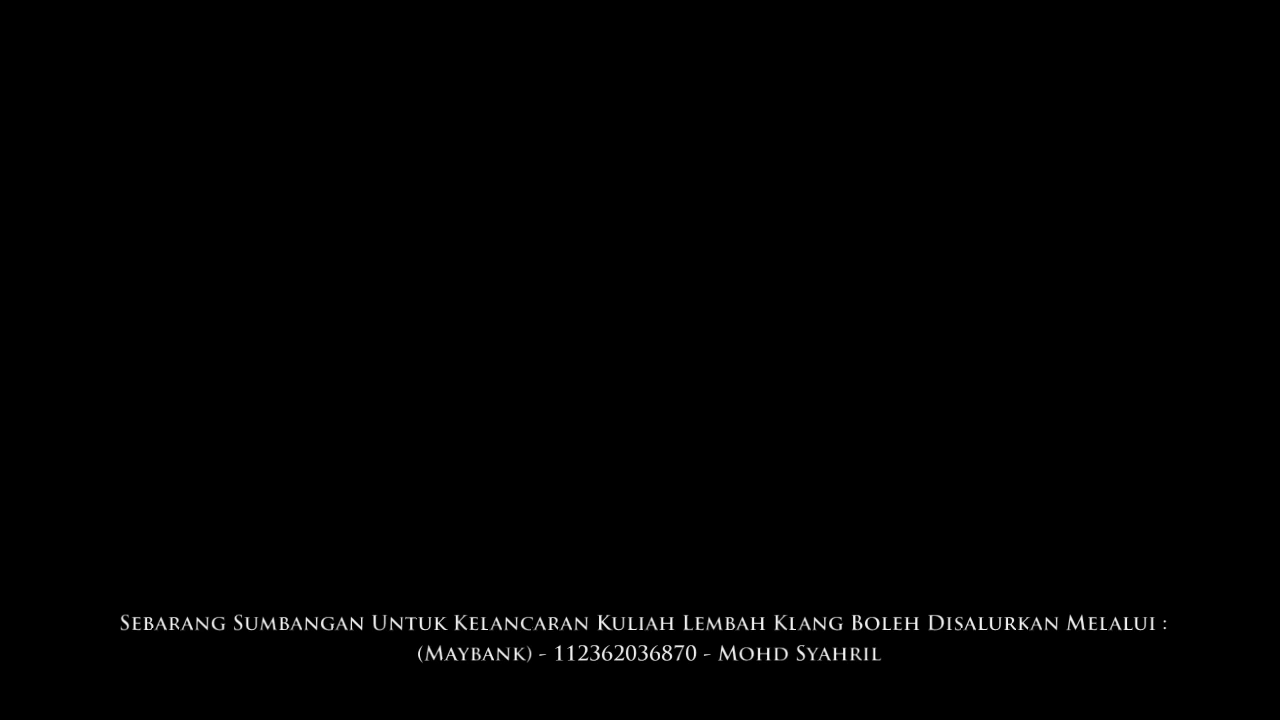 Sebarang Sumbangan Untuk Kelancaran Kuliah Lembah Klang Boleh Disalurkan Melalui :
(Maybank) - 112362036870 - Mohd Syahril